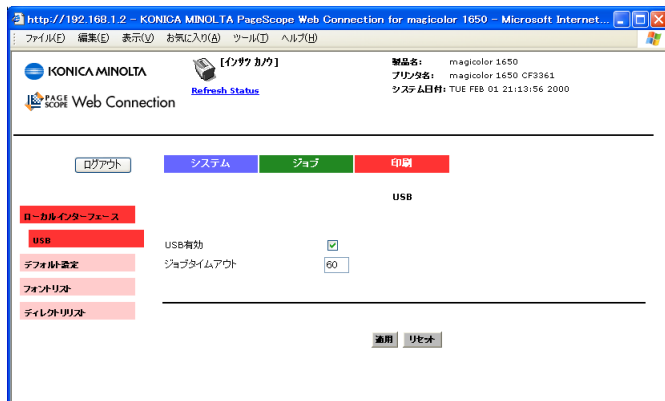 http://192.168.1.2 - KONICA MINOLTA PageScope Web Connection for magicolor 1650 - Microsoft Internet...
ファイル(F) 編集(E) 表示(V) お気に入り(A) ツール(T) ヘルプ(H)
KONICA MINOLTA
[インサツ カノウ]
製品名: magicolor 1650
プリンタ名: magicolor 1650 CF3361
Refresh Status
システム日付: TUE FEB 01 21:13:56 2000
PAGE SCOPE Web Connection
ログアウト
システム ジョブ 印刷
USB
ローカルインターフェース
USB
USB有効
デフォルト設定
ジョブタイムアウト 60
フォントリスト
ディレクトリリスト
適用 リセット